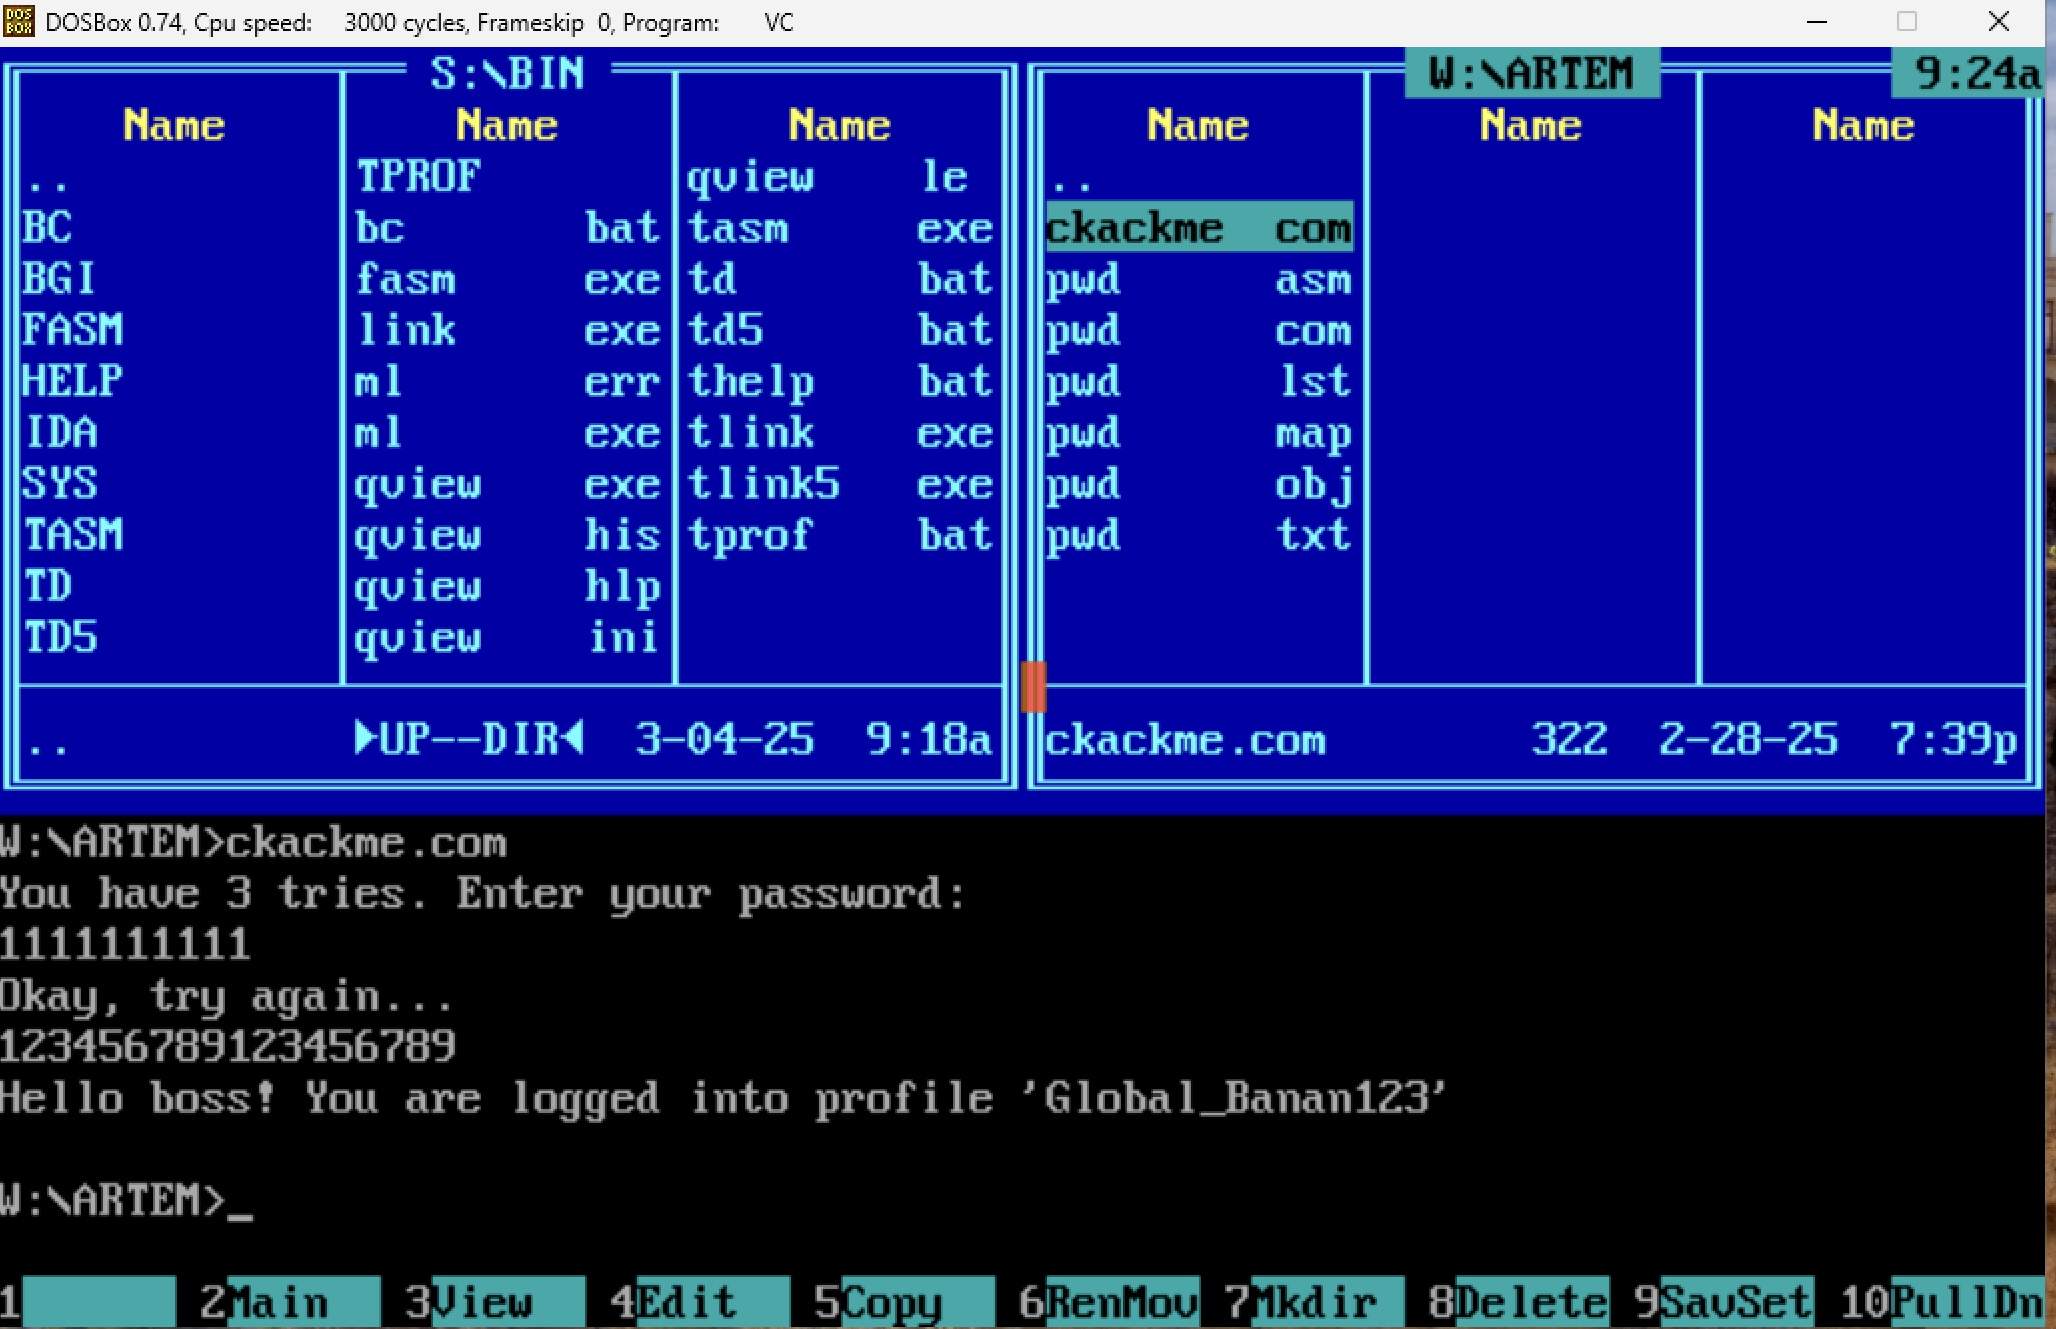 DOSBox 0.74, Cpu speed: 3000 cycles, Frameskip 0, Program: VC
S:\BIN W:\ARTEM 9:24a
Name Name Name Name Name Name
.. TPROF qview le ..
BC bc bat tasm exe ckackme com
BGI fasm exe td bat pwd asm
FASM link exe td5 bat pwd com
HELP ml err thelp bat pwd lst
IDA ml exe tlink exe pwd map
SYS qview exe tlink5 exe pwd obj
TASM qview his tprof bat pwd txt
TD qview hlp
TD5 qview ini
.. ►UP--DIR◄ 3-04-25 9:18a ckackme.com 322 2-28-25 7:39p
W:\ARTEM>ckackme.com
You have 3 tries. Enter your password:
1111111111
Okay, try again...
123456789123456789
Hello boss! You are logged into profile 'Global_Banan123'
W:\ARTEM>_
1 2Main 3View 4Edit 5Copy 6RenMov 7Mkdir 8Delete 9SavSet 10PullDn